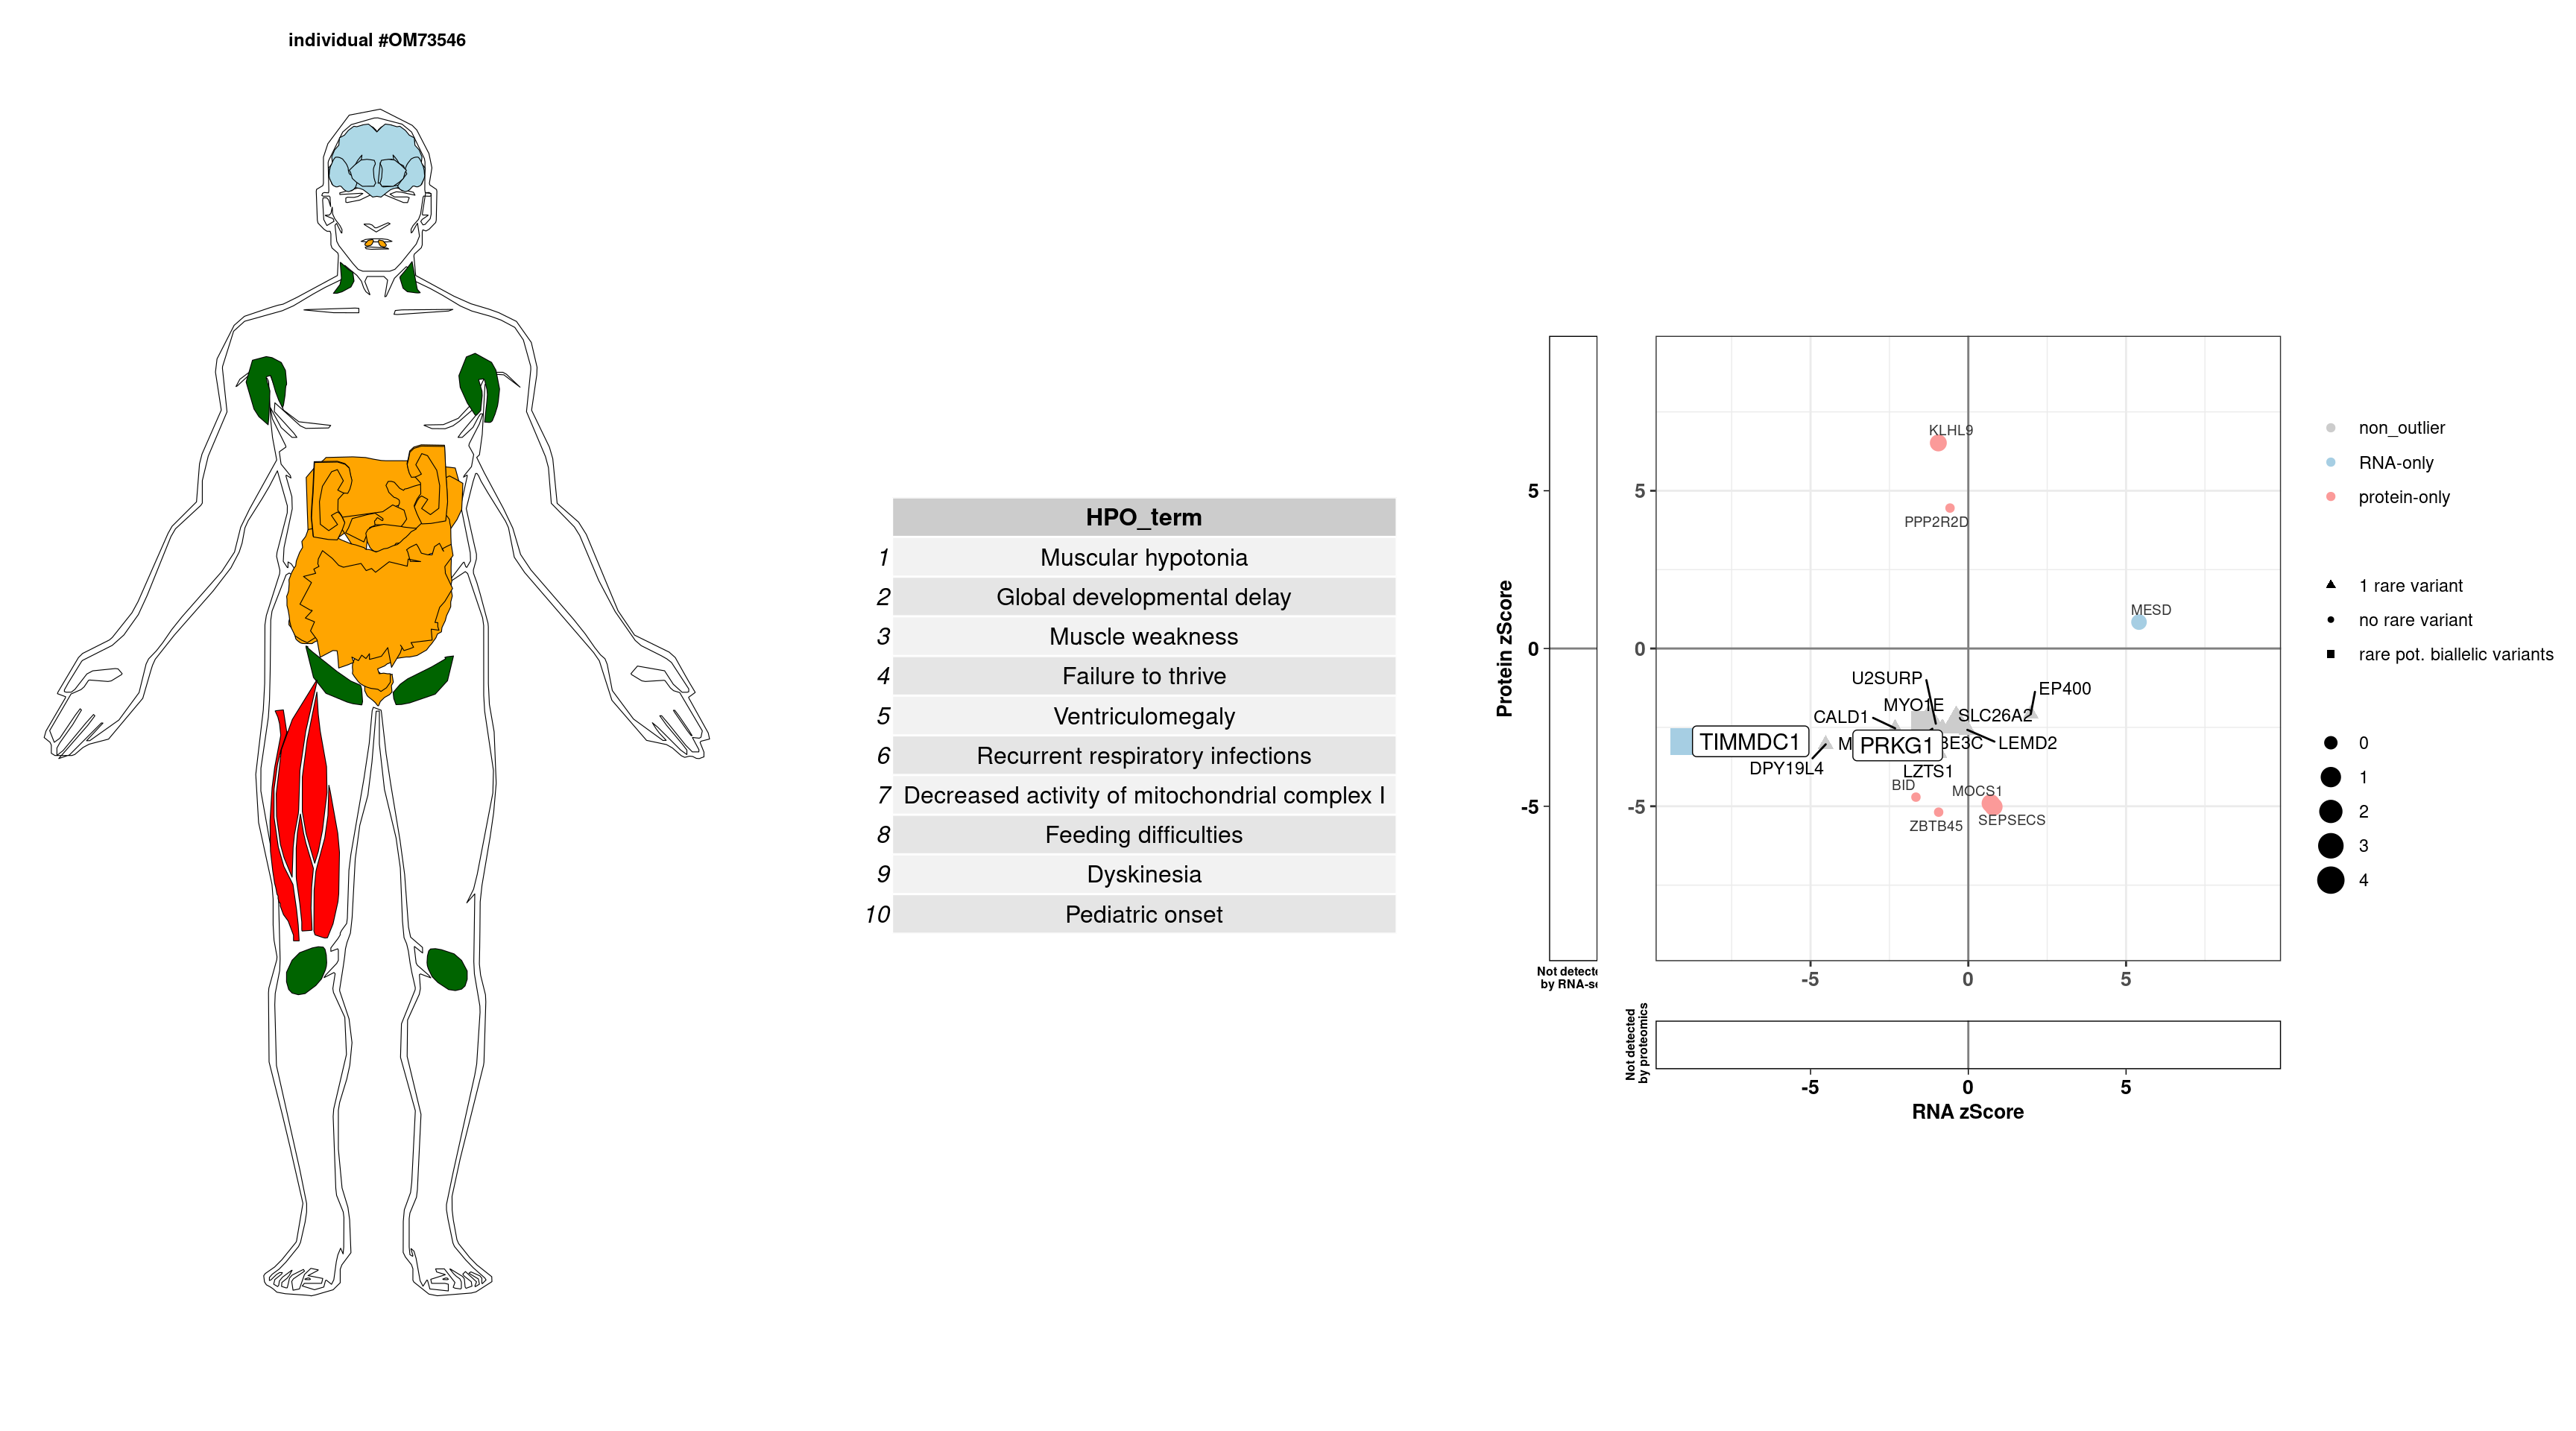 individual #OM73546
HPO_term
1 Muscular hypotonia
2 Global developmental delay
3 Muscle weakness
4 Failure to thrive
5 Ventriculomegaly
6 Recurrent respiratory infections
7 Decreased activity of mitochondrial complex I
8 Feeding difficulties
9 Dyskinesia
10 Pediatric onset
Protein zScore
5
0
-5
Not detecte
by RNA-se
5
0
-5
KLHL9
PPP2R2D
MESD
U2SURP
EP400
MYO1E
CALD1
SLC26A2
TIMMDC1
PRKG1
LEMD2
DPY19L4
LZTS1
BID
MOCS1
ZBTB45
SEPSECS
-5 0 5
Not detected
by proteomics
-5 0 5
RNA zScore
non_outlier
RNA-only
protein-only
1 rare variant
no rare variant
rare pot. biallelic variants
0
1
2
3
4